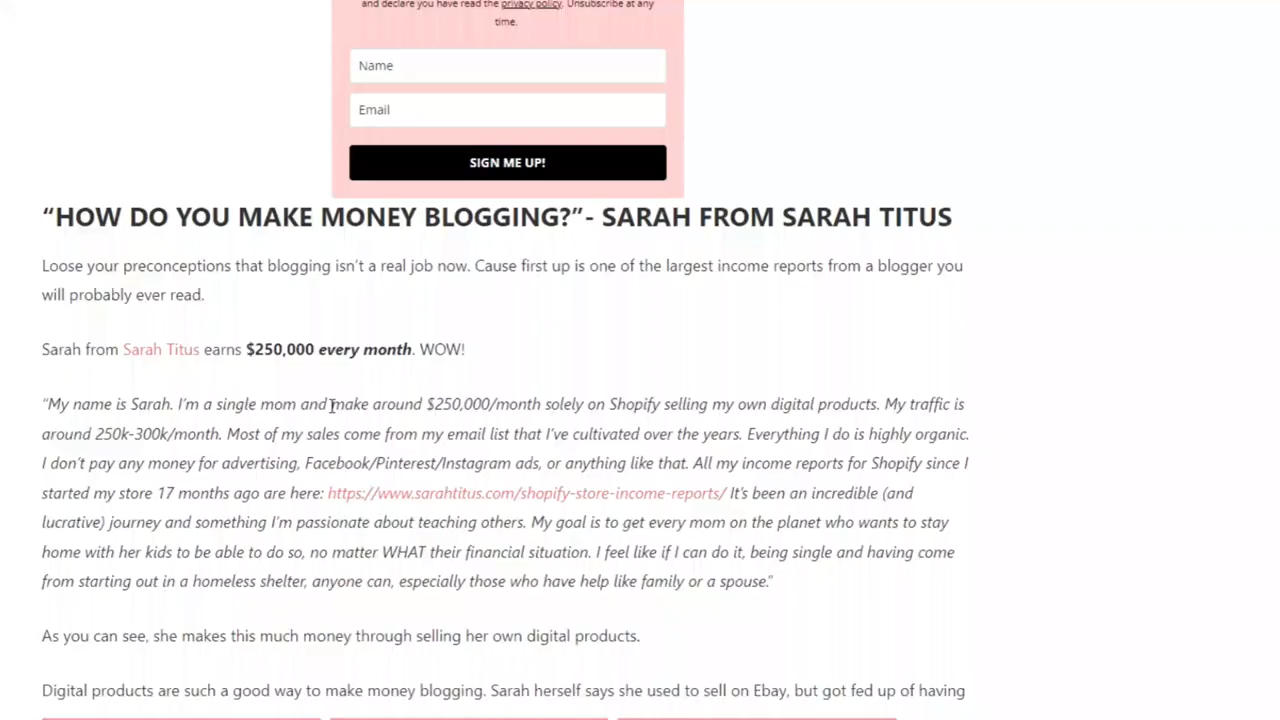 and declare you have read the privacy policy. Unsubscribe at any
time.
Name
Email
SIGN ME UP!
“HOW DO YOU MAKE MONEY BLOGGING?”- SARAH FROM SARAH TITUS
Loose your preconceptions that blogging isn’t a real job now. Cause first up is one of the largest income reports from a blogger you
will probably ever read.
Sarah from Sarah Titus earns $250,000 every month. WOW!
“My name is Sarah. I’m a single mom and make around $250,000/month solely on Shopify selling my own digital products. My traffic is
around 250k-300k/month. Most of my sales come from my email list that I’ve cultivated over the years. Everything I do is highly organic.
I don’t pay any money for advertising, Facebook/Pinterest/Instagram ads, or anything like that. All my income reports for Shopify since I
started my store 17 months ago are here: https://www.sarahtitus.com/shopify-store-income-reports/ It’s been an incredible (and
lucrative) journey and something I’m passionate about teaching others. My goal is to get every mom on the planet who wants to stay
home with her kids to be able to do so, no matter WHAT their financial situation. I feel like if I can do it, being single and having come
from starting out in a homeless shelter, anyone can, especially those who have help like family or a spouse.”
As you can see, she makes this much money through selling her own digital products.
Digital products are such a good way to make money blogging. Sarah herself says she used to sell on Ebay, but got fed up of having